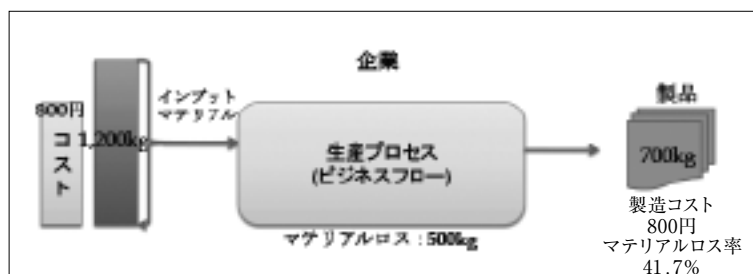 企業
800円
コスト
1,200kg
インプット
マテリアル
生産プロセス
(ビジネスフロー)
マテリアルロス：500kg
製品
700kg
製造コスト
800円
マテリアルロス率
41.7%